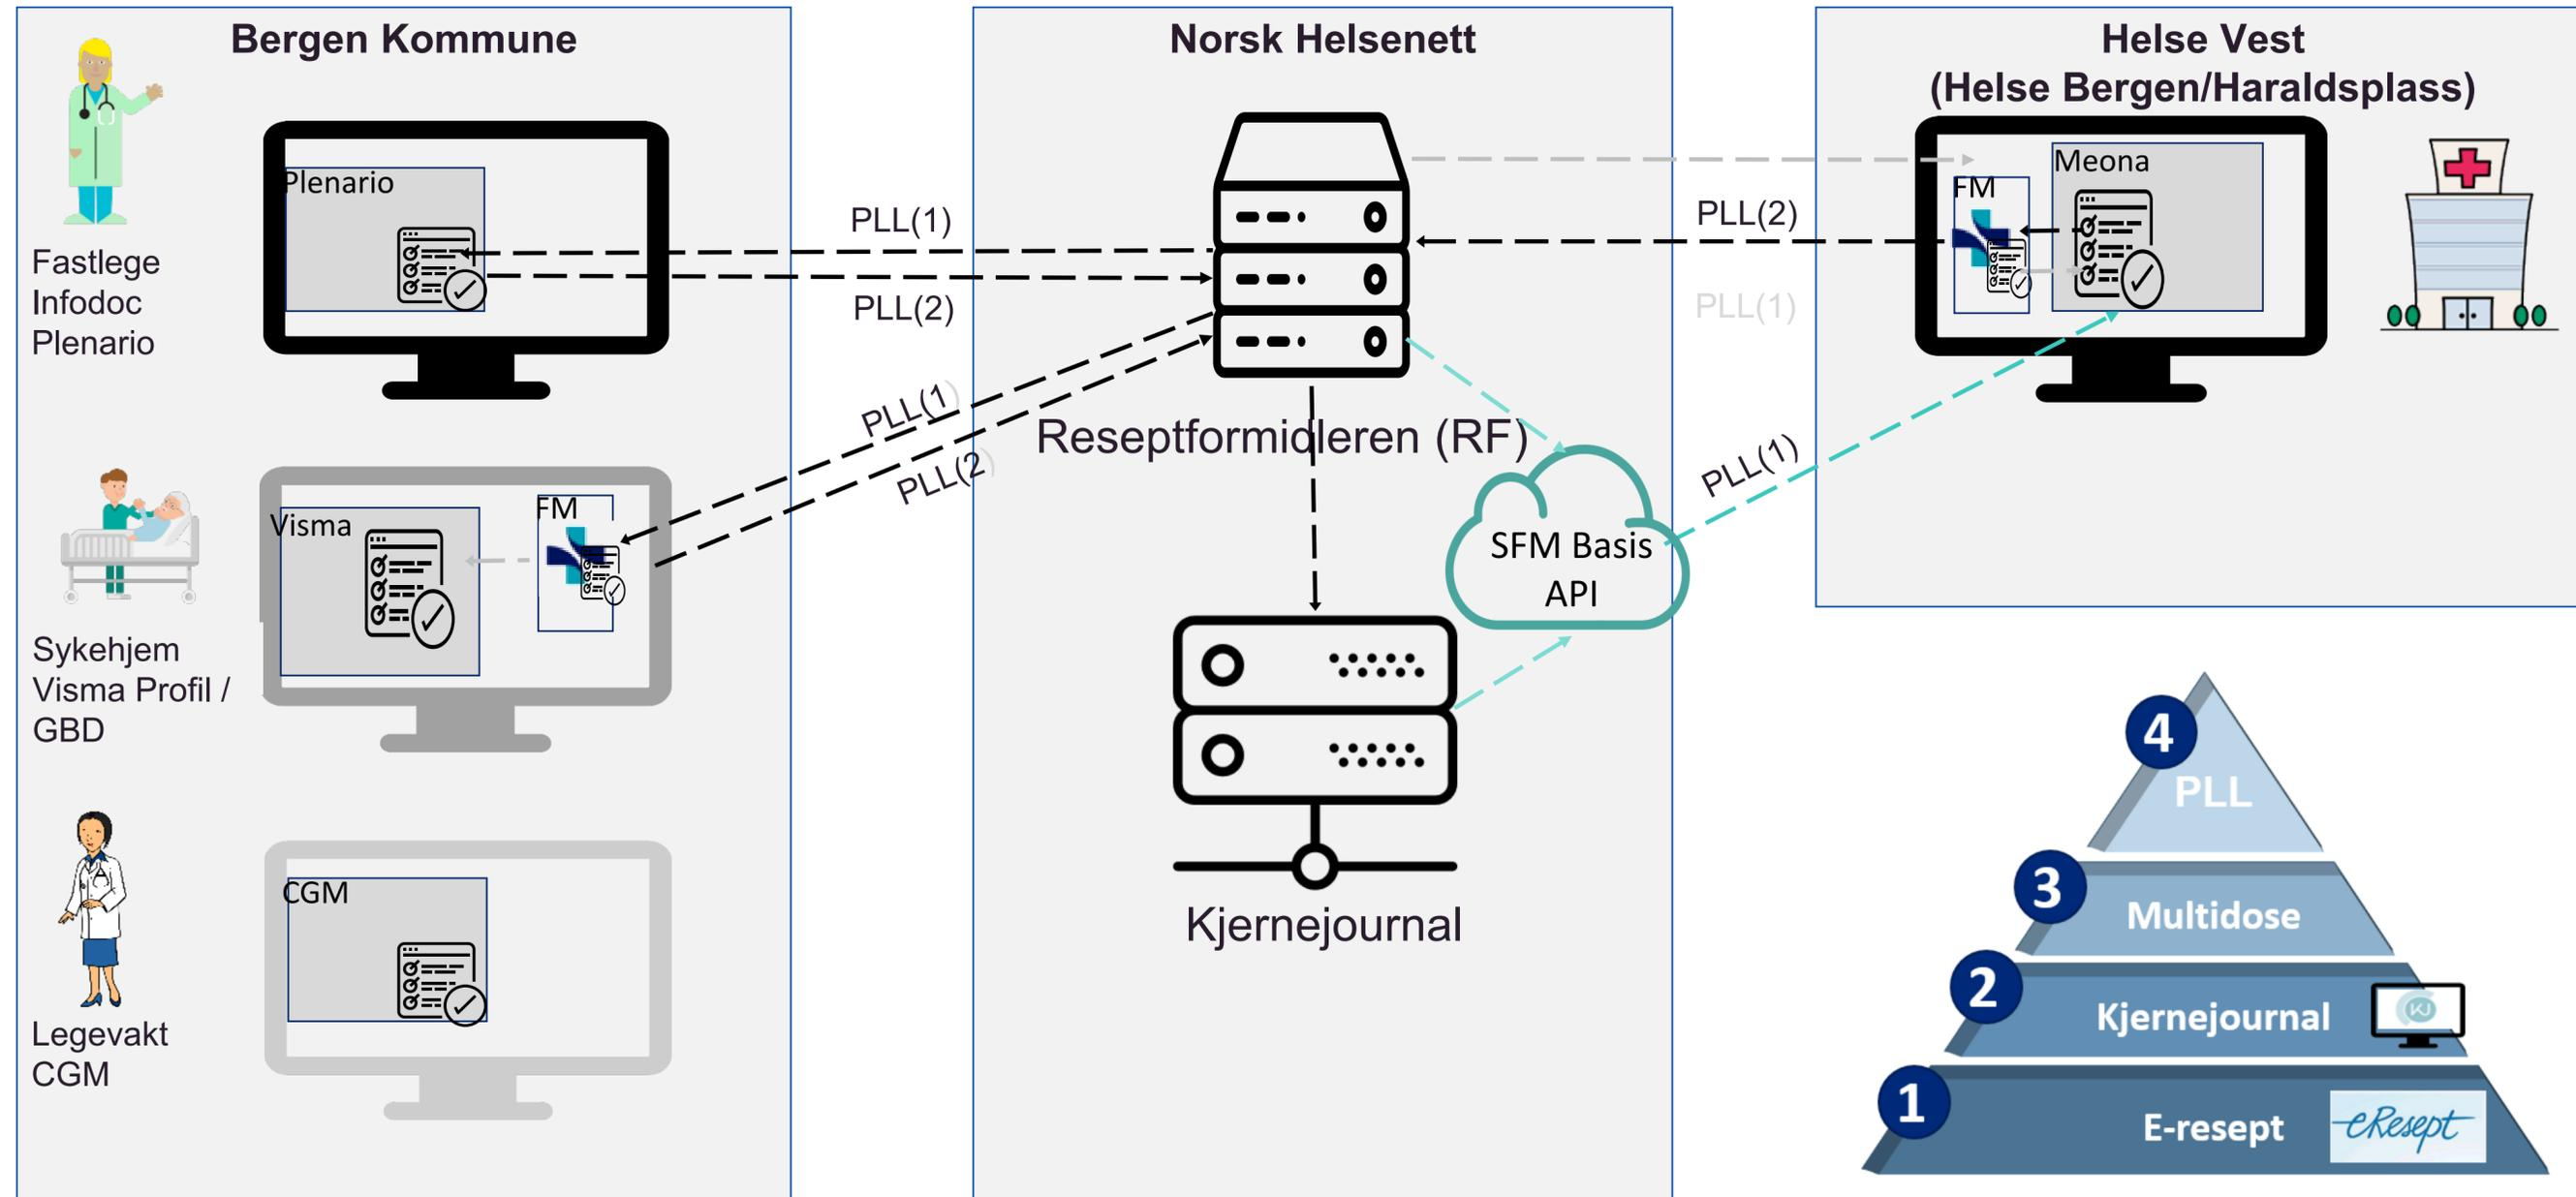 Bergen Kommune
Fastlege
Infodoc
Plenario
Plenario
PLL(1)
PLL(2)
Sykehjem
Visma Profil /
GBD
Visma
FM
PLL(1)
PLL(2)
Legevakt
CGM
CGM
Norsk Helsenett
Reseptformidleren (RF)
SFM Basis
API
Kjernejournal
Helse Vest
(Helse Bergen/Haraldsplass)
PLL(2)
PLL(1)
PLL(1)
FM
Meona
4
PLL
3
Multidose
2
Kjernejournal
KJ
1
E-resept
eResept